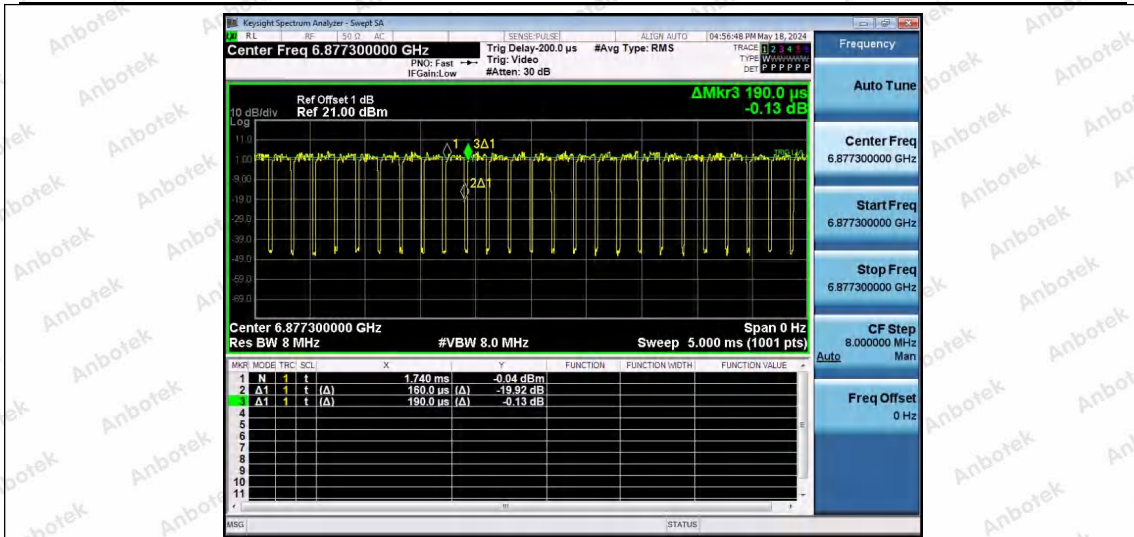 Keysight Spectrum Analyzer - Swept SA
RL RF 50 Ω AC SENSE:PULSE ALIGN AUTO 04:56:48 PM May 18, 2024
Center Freq 6.877300000 GHz
Trig Delay-200.0 µs #Avg Type: RMS
TRACE 1 2 3 4 5 6
PNO: Fast Trig: Video
TYPE WWWWWW
IFGain:Low #Atten: 30 dB
DET P P P P P P
Frequency
Auto Tune
ΔMkr3 190.0 µs
-0.13 dB
Ref Offset 1 dB
10 dB/div Ref 21.00 dBm
Log
11.0
1.00
-9.00
-19.0
-29.0
-39.0
-49.0
-59.0
-69.0
1 3Δ1
2Δ1
TRIG LVL
Center Freq
6.877300000 GHz
Start Freq
6.877300000 GHz
Stop Freq
6.877300000 GHz
Center 6.877300000 GHz Span 0 Hz
Res BW 8 MHz #VBW 8.0 MHz Sweep 5.000 ms (1001 pts)
CF Step
8.000000 MHz
Auto Man
MKR MODE TRC SCL X Y FUNCTION FUNCTION WIDTH FUNCTION VALUE
1 N 1 t 1.740 ms -0.04 dBm
2 Δ1 1 t (Δ) 160.0 µs (Δ) -19.92 dB
3 Δ1 1 t (Δ) 190.0 µs (Δ) -0.13 dB
4
5
6
7
8
9
10
11
Freq Offset
0 Hz
MSG STATUS
Anbotek